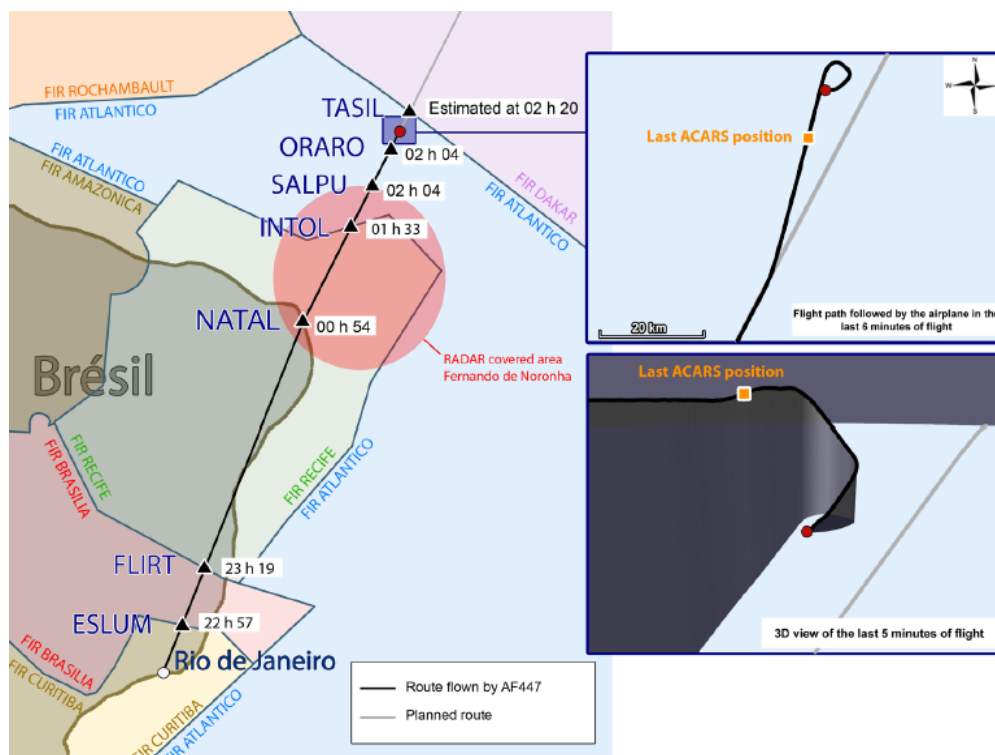 FIR ROCHAMBAULT
FIR ATLANTICO
TASIL
Estimated at 02 h 20
ORARO
02 h 04
FIR ATLANTICO
FIR AMAZONICA
SALPU
02 h 04
FIR DAKAR
FIR ATLANTICO
INTOL
01 h 33
NATAL
00 h 54
RADAR covered area
Fernando de Noronha
Brésil
FIR RECIFE
FIR BRASILIA
FIR RECIFE
FIR ATLANTICO
FLIRT
23 h 19
ESLUM
22 h 57
Rio de Janeiro
FIR BRASILIA
FIR CURITIBA
FIR CURITIBA
FIR ATLANTICO
Route flown by AF447
Planned route
N
W
E
S
Last ACARS position
20 km
Flight path followed by the airplane in the
last 6 minutes of flight
Last ACARS position
3D view of the last 5 minutes of flight